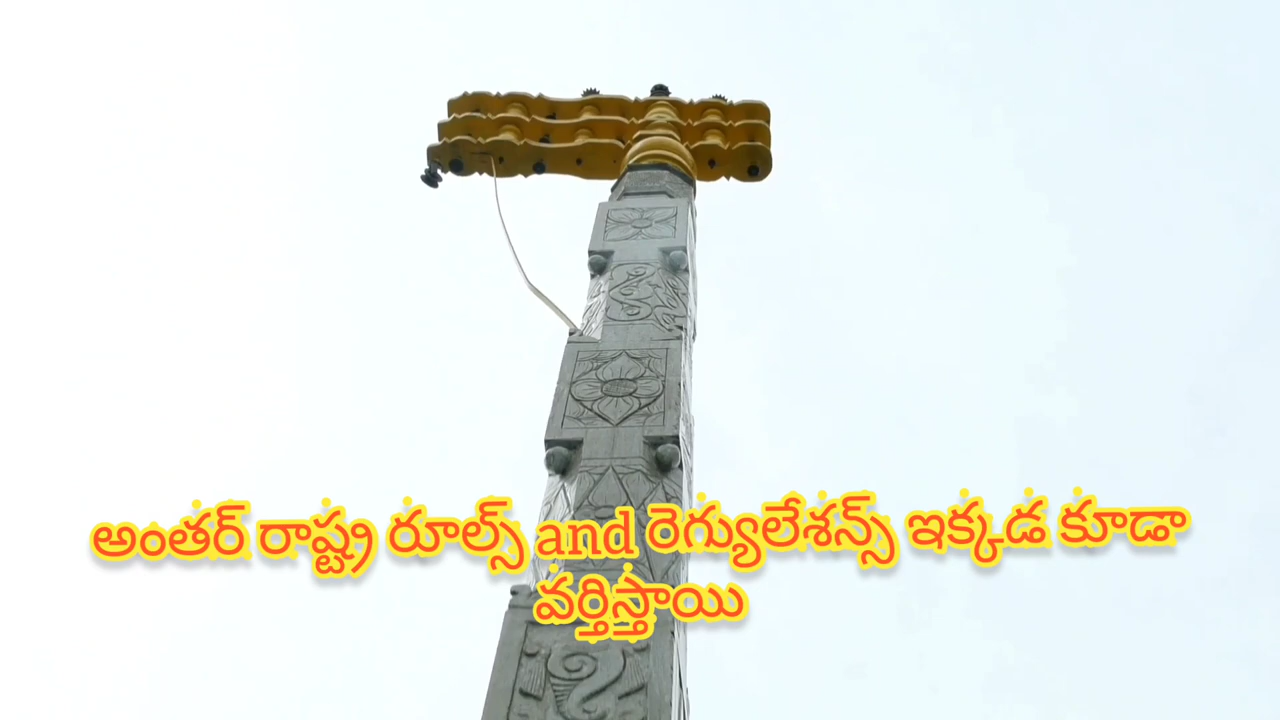 అంతర్ రాష్ట్ర రూల్స్ and రెగ్యులేశన్స్ ఇక్కడ కూడా
వర్తిస్తాయి